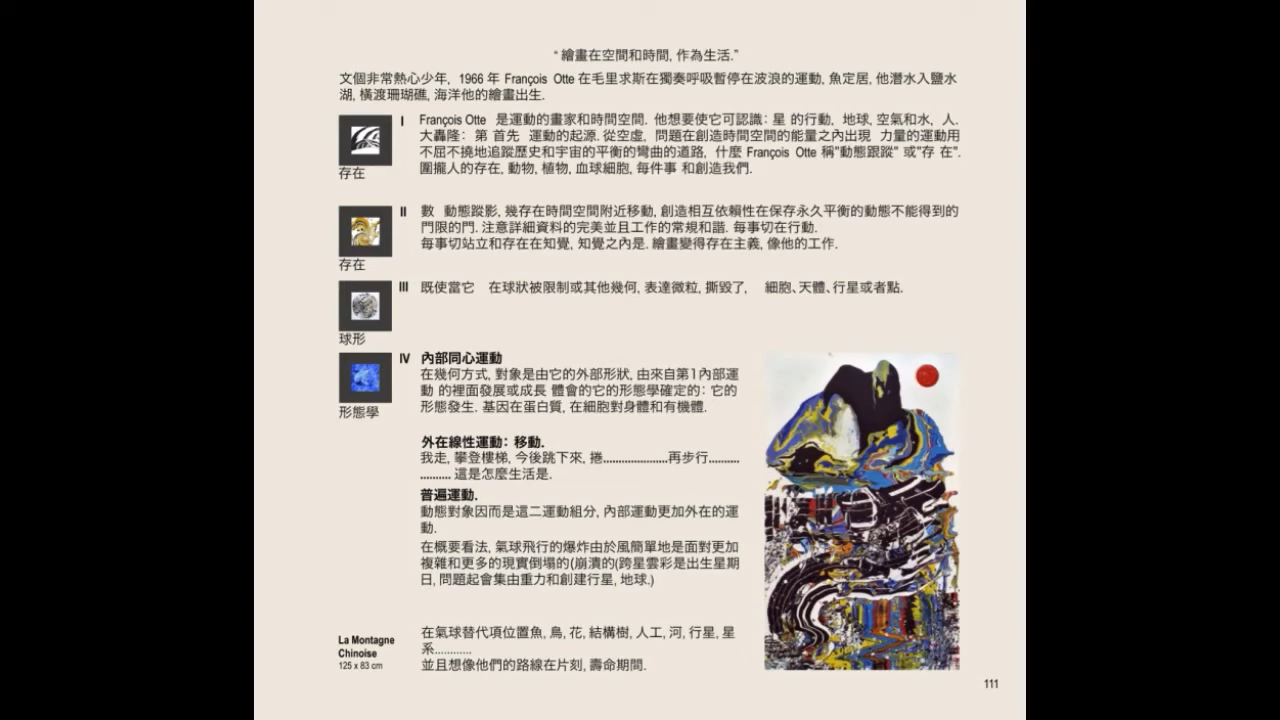 “ 繪畫在空間和時間, 作為生活.”
文個非常熱心少年, 1966 年 François Otte 在毛里求斯在獨奏呼吸暫停在波浪的運動, 魚定居, 他潛水入鹽水
湖, 橫渡珊瑚礁, 海洋他的繪畫出生.
I François Otte 是運動的畫家和時間空間. 他想要使它可認識: 星 的行動, 地球, 空氣和水, 人.
大轟隆: 第 首先 運動的起源. 從空虛, 問題在創造時間空間的能量之內出現 力量的運動用
不屈不撓地追蹤歷史和宇宙的平衡的彎曲的道路, 什麼 François Otte 稱"動態跟蹤" 或"存 在".
圍攏人的存在, 動物, 植物, 血球細胞, 每件事 和創造我們.
存在
II 數 動態蹤影, 幾存在時間空間附近移動, 創造相互依賴性在保存永久平衡的動態不能得到的
門限的門. 注意詳細資料的完美並且工作的常規和諧. 每事切在行動.
每事切站立和存在在知覺, 知覺之內是. 繪畫變得存在主義, 像他的工作.
存在
III 既使當它 在球狀被限制或其他幾何, 表達微粒, 撕毀了, 細胞、天體、行星或者點.
球形
IV 內部同心運動
在幾何方式, 對象是由它的外部形狀, 由來自第1內部運
動 的裡面發展或成長 體會的它的形態學確定的: 它的
形態發生. 基因在蛋白質, 在細胞對身體和有機體.
形態學
外在線性運動: 移動.
我走, 攀登樓梯, 今後跳下來, 捲.....................再步行..........
.......... 這是怎麼生活是.
普遍運動.
動態對象因而是這二運動組分, 內部運動更加外在的運
動.
在概要看法, 氣球飛行的爆炸由於風簡單地是面對更加
複雜和更多的現實倒塌的(崩潰的(跨星雲彩是出生星期
日, 問題起會集由重力和創建行星, 地球.)
在氣球替代項位置魚, 鳥, 花, 結構樹, 人工, 河, 行星, 星
系............
並且想像他們的路線在片刻, 壽命期間.
La Montagne
Chinoise
125 x 83 cm
111